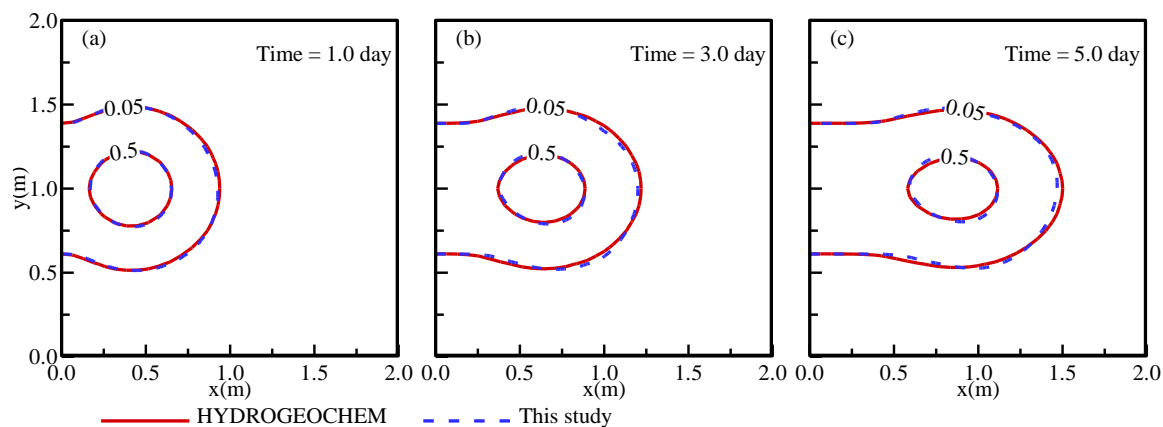 2.0
(a)
Time = 1.0 day
(b)
Time = 3.0 day
(c)
Time = 5.0 day
1.5
0.05
0.05
0.05
0.5
0.5
0.5
y(m)
1.0
0.5
0.0
0.0 0.5 1.0 1.5 2.0
0.0 0.5 1.0 1.5 2.0
0.0 0.5 1.0 1.5 2.0
x(m)
x(m)
x(m)
HYDROGEOCHEM
This study